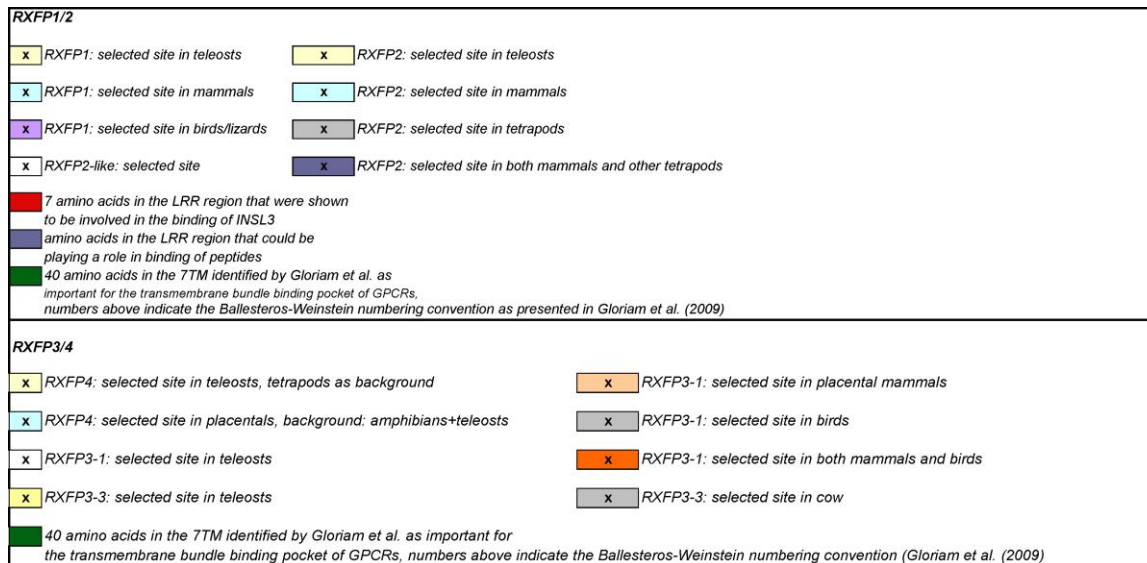 RXFP1/2
x RXFP1: selected site in teleosts
x RXFP2: selected site in teleosts
x RXFP1: selected site in mammals
x RXFP2: selected site in mammals
x RXFP1: selected site in birds/lizards
x RXFP2: selected site in tetrapods
x RXFP2-like: selected site
x RXFP2: selected site in both mammals and other tetrapods
7 amino acids in the LRR region that were shown
to be involved in the binding of INSL3
amino acids in the LRR region that could be
playing a role in binding of peptides
40 amino acids in the 7TM identified by Gloriam et al. as
important for the transmembrane bundle binding pocket of GPCRs,
numbers above indicate the Ballesteros-Weinstein numbering convention as presented in Gloriam et al. (2009)
RXFP3/4
x RXFP4: selected site in teleosts, tetrapods as background
x RXFP3-1: selected site in placental mammals
x RXFP4: selected site in placentals, background: amphibians+teleosts
x RXFP3-1: selected site in birds
x RXFP3-1: selected site in teleosts
x RXFP3-1: selected site in both mammals and birds
x RXFP3-3: selected site in teleosts
x RXFP3-3: selected site in cow
40 amino acids in the 7TM identified by Gloriam et al. as important for
the transmembrane bundle binding pocket of GPCRs, numbers above indicate the Ballesteros-Weinstein numbering convention (Gloriam et al. (2009)